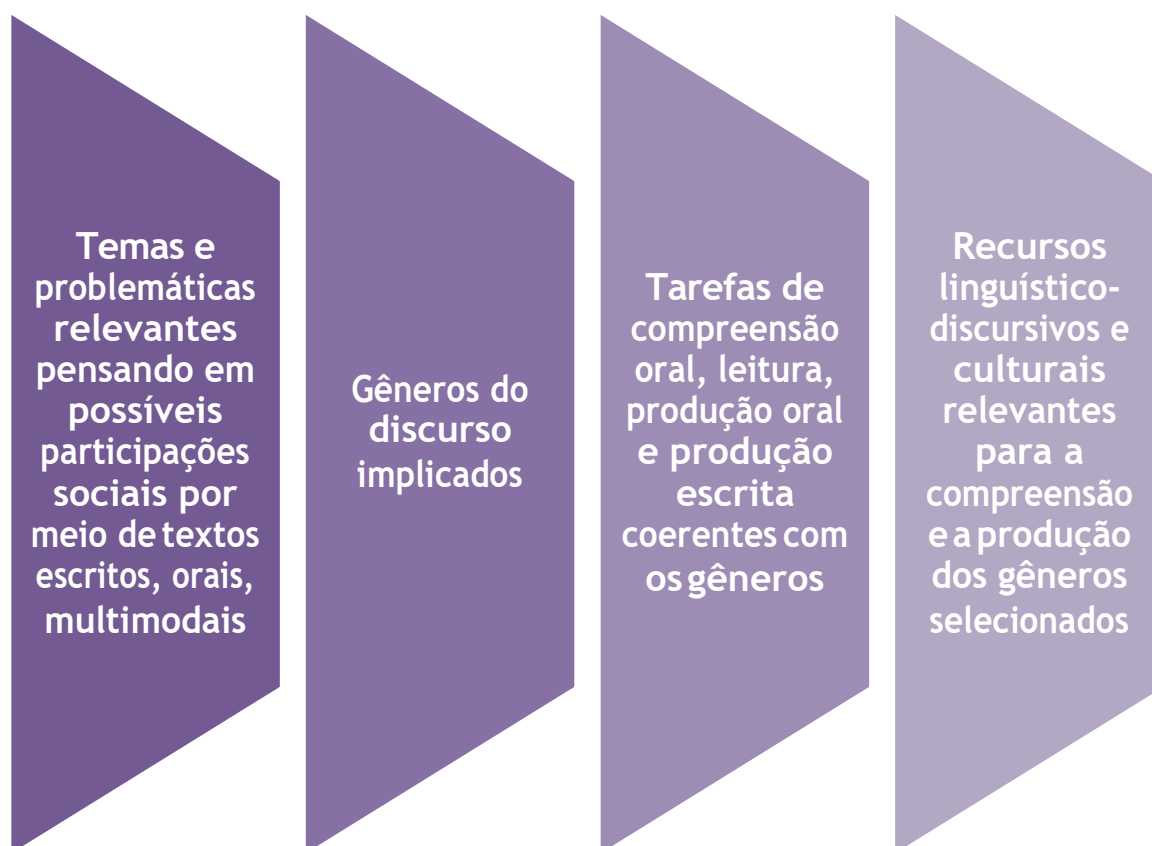 Temas e
problemáticas
relevantes
pensando em
possíveis
participações
sociais por
meio de textos
escritos, orais,
multimodais
Gêneros do
discurso
implicados
Tarefas de
compreensão
oral, leitura,
produção oral
e produção
escrita
coerentes com
os gêneros
Recursos
linguístico-
discursivos e
culturais
relevantes
para a
compreensão
e a produção
dos gêneros
selecionados